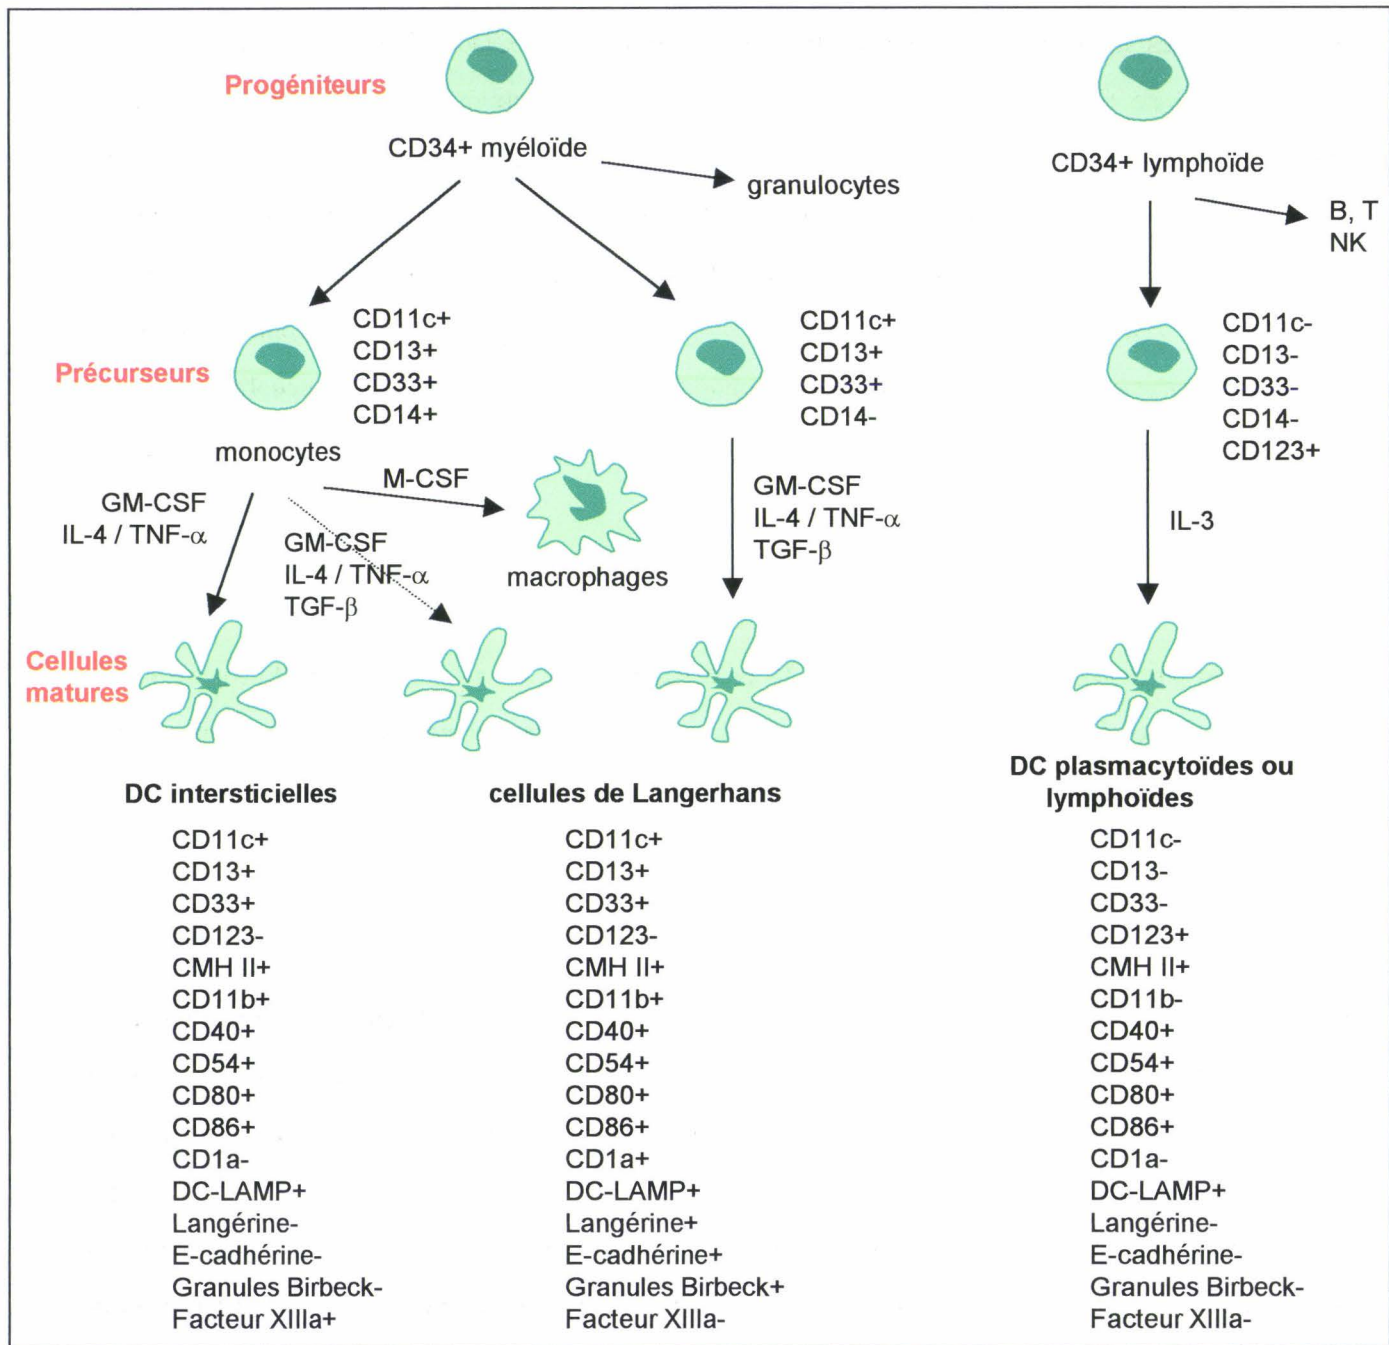 Progéniteurs
CD34+ myéloïde
granulocytes
CD34+ lymphoïde
B, T
NK
Précurseurs
CD11c+
CD13+
CD33+
CD14+
monocytes
CD11c+
CD13+
CD33+
CD14-
CD11c-
CD13-
CD33-
CD14-
CD123+
GM-CSF
IL-4 / TNF-α
M-CSF
GM-CSF
IL-4 / TNF-α
TGF-β
macrophages
GM-CSF
IL-4 / TNF-α
TGF-β
IL-3
Cellules
matures
DC intersticielles
CD11c+
CD13+
CD33+
CD123-
CMH II+
CD11b+
CD40+
CD54+
CD80+
CD86+
CD1a-
DC-LAMP+
Langérine-
E-cadhérine-
Granules Birbeck-
Facteur XIIIa+
cellules de Langerhans
CD11c+
CD13+
CD33+
CD123-
CMH II+
CD11b+
CD40+
CD54+
CD80+
CD86+
CD1a+
DC-LAMP+
Langérine+
E-cadhérine+
Granules Birbeck+
Facteur XIIIa-
DC plasmacytoïdes ou
lymphoïdes
CD11c-
CD13-
CD33-
CD123+
CMH II+
CD11b-
CD40+
CD54+
CD80+
CD86+
CD1a-
DC-LAMP+
Langérine-
E-cadhérine-
Granules Birbeck-
Facteur XIIIa-